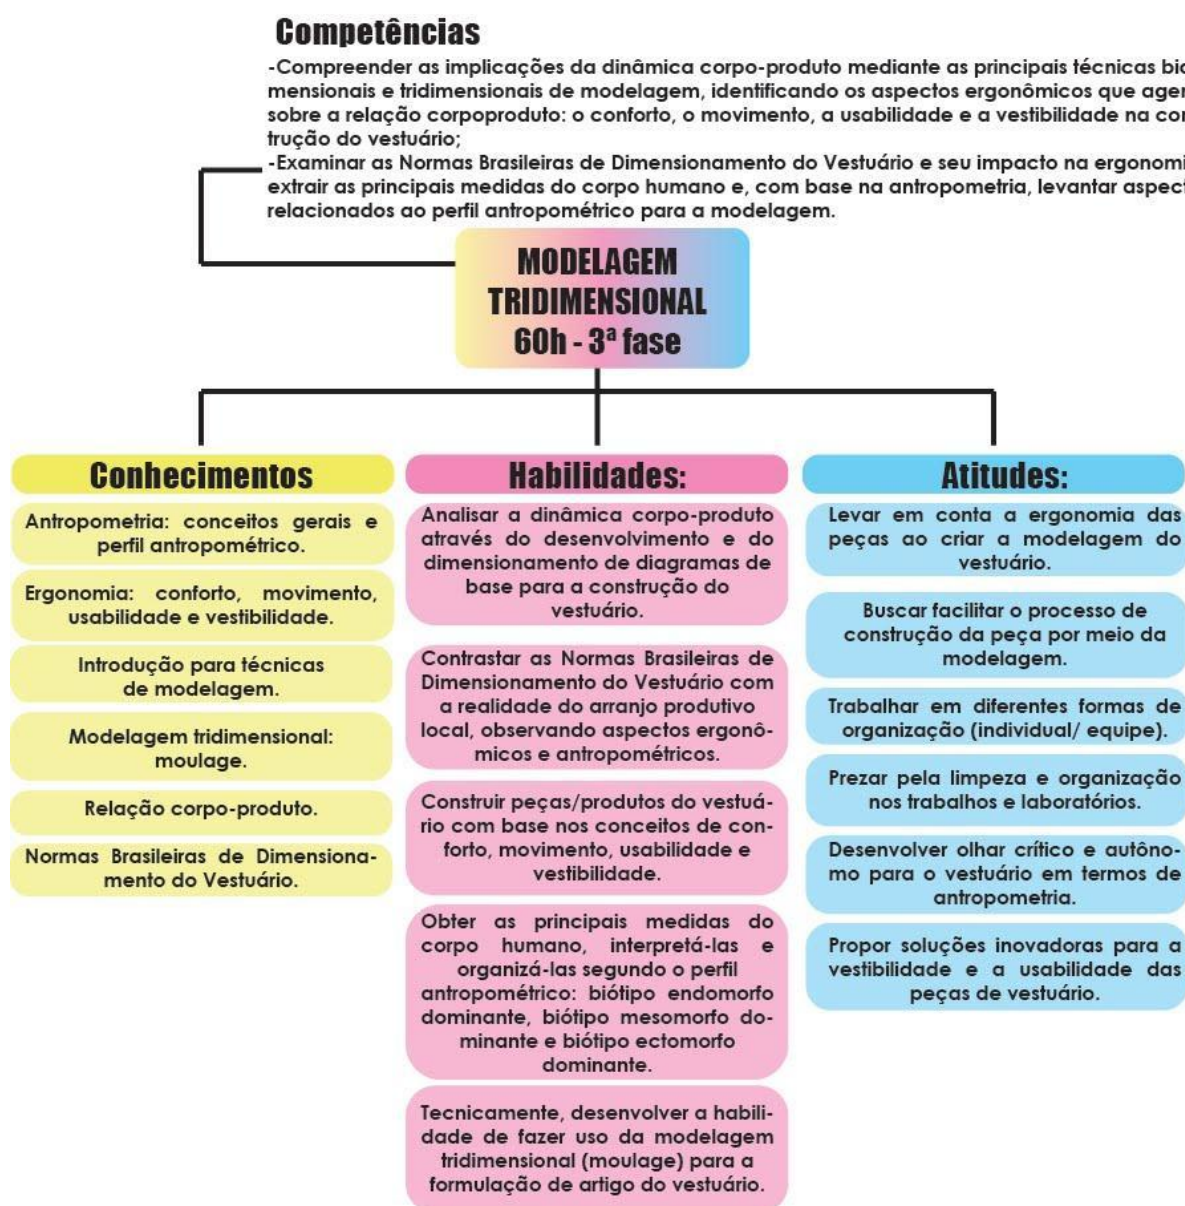 Competências
-Compreender as implicações da dinâmica corpo-produto mediante as principais técnicas
mensionais e tridimensionais de modelagem, identificando os aspectos ergonômicos que
sobre a relação corpoproduto: o conforto, o movimento, a usabilidade e a vestibilidade na
trução do vestuário;
-Examinar as Normas Brasileiras de Dimensionamento do Vestuário e seu impacto na
extrair as principais medidas do corpo humano e, com base na antropometria, levantar
relacionados ao perfil antropométrico para a modelagem.
MODELAGEM
TRIDIMENSIONAL
60h - 3ª fase
Conhecimentos
Antropometria: conceitos gerais e
perfil antropométrico.
Ergonomia: conforto, movimento,
usabilidade e vestibilidade.
Introdução para técnicas
de modelagem.
Modelagem tridimensional:
moulage.
Relação corpo-produto.
Normas Brasileiras de Dimensiona-
mento do Vestuário.
Habilidades:
Analisar a dinâmica corpo-produto
através do desenvolvimento e do
dimensionamento de diagramas de
base para a construção do
vestuário.
Contrastar as Normas Brasileiras de
Dimensionamento do Vestuário com
a realidade do arranjo produtivo
local, observando aspectos ergonô-
micos e antropométricos.
Construir peças/produtos do vestuá-
rio com base nos conceitos de con-
forto, movimento, usabilidade e
vestibilidade.
Obter as principais medidas do
corpo humano, interpretá-las e
organizá-las segundo o perfil
antropométrico: biótipo endomorfo
dominante, biótipo mesomorfo do-
minante e biótipo ectomorfo
dominante.
Tecnicamente, desenvolver a habili-
dade de fazer uso da modelagem
tridimensional (moulage) para a
formulação de artigo do vestuário.
Atitudes:
Levar em conta a ergonomia das
peças ao criar a modelagem do
vestuário.
Buscar facilitar o processo de
construção da peça por meio da
modelagem.
Trabalhar em diferentes formas de
organização (individual/ equipe).
Prezar pela limpeza e organização
nos trabalhos e laboratórios.
Desenvolver olhar crítico e autôno-
mo para o vestuário em termos de
antropometria.
Propor soluções inovadoras para a
vestibilidade e a usabilidade das
peças de vestuário.